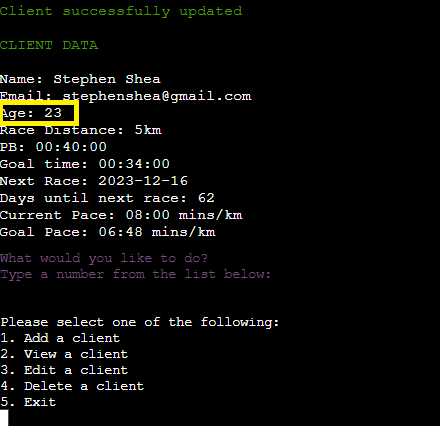 Client successfully updated
CLIENT DATA
Name: Stephen Shea
Email: stephenshea@gmail.com
Age: 23
Race Distance: 5km
PB: 00:40:00
Goal time: 00:34:00
Next Race: 2023-12-16
Days until next race: 62
Current Pace: 08:00 mins/km
Goal Pace: 06:48 mins/km
What would you like to do?
Type a number from the list below:
Please select one of the following:
1. Add a client
2. View a client
3. Edit a client
4. Delete a client
5. Exit